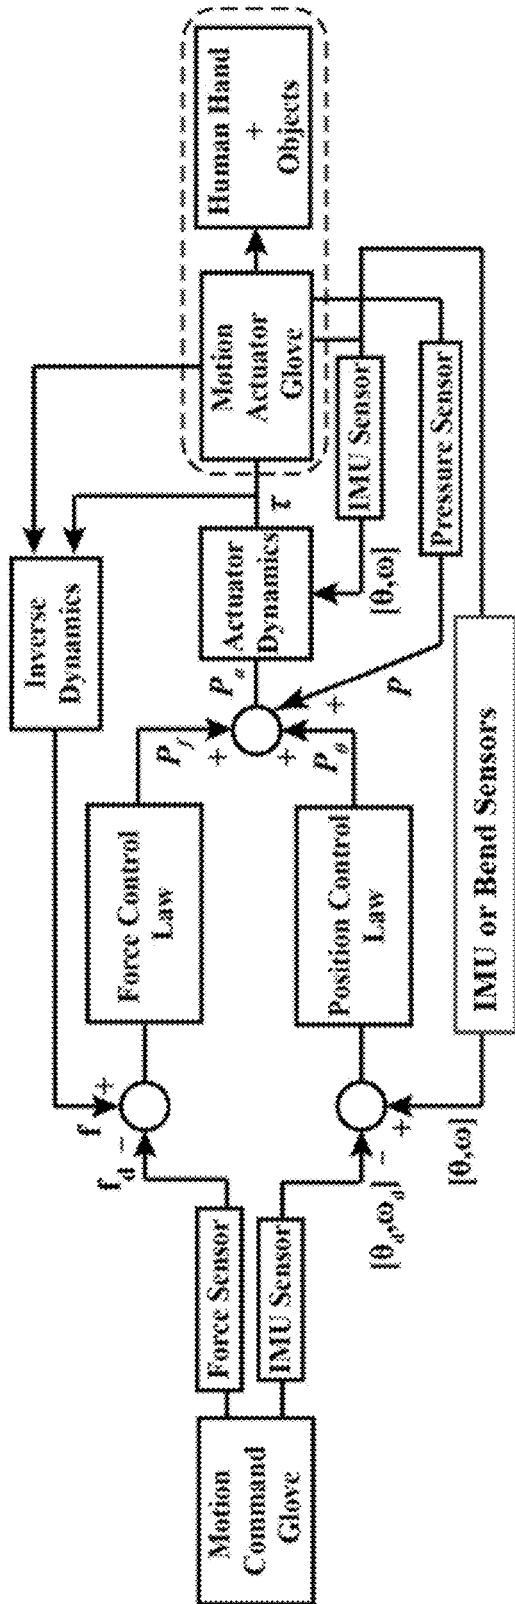 Motion
Command
Glove
Force Sensor
IMU Sensor
f_d
−
f
+
[θ_d,ω_d]
−
+
[θ,ω]
Force Control
Law
Position Control
Law
Inverse
Dynamics
P_f
+
+
P_θ
+
P
P_a
Actuator
Dynamics
τ
[θ,ω]
Motion
Actuator
Glove
Human Hand
+
Objects
IMU Sensor
Pressure Sensor
IMU or Bend Sensors